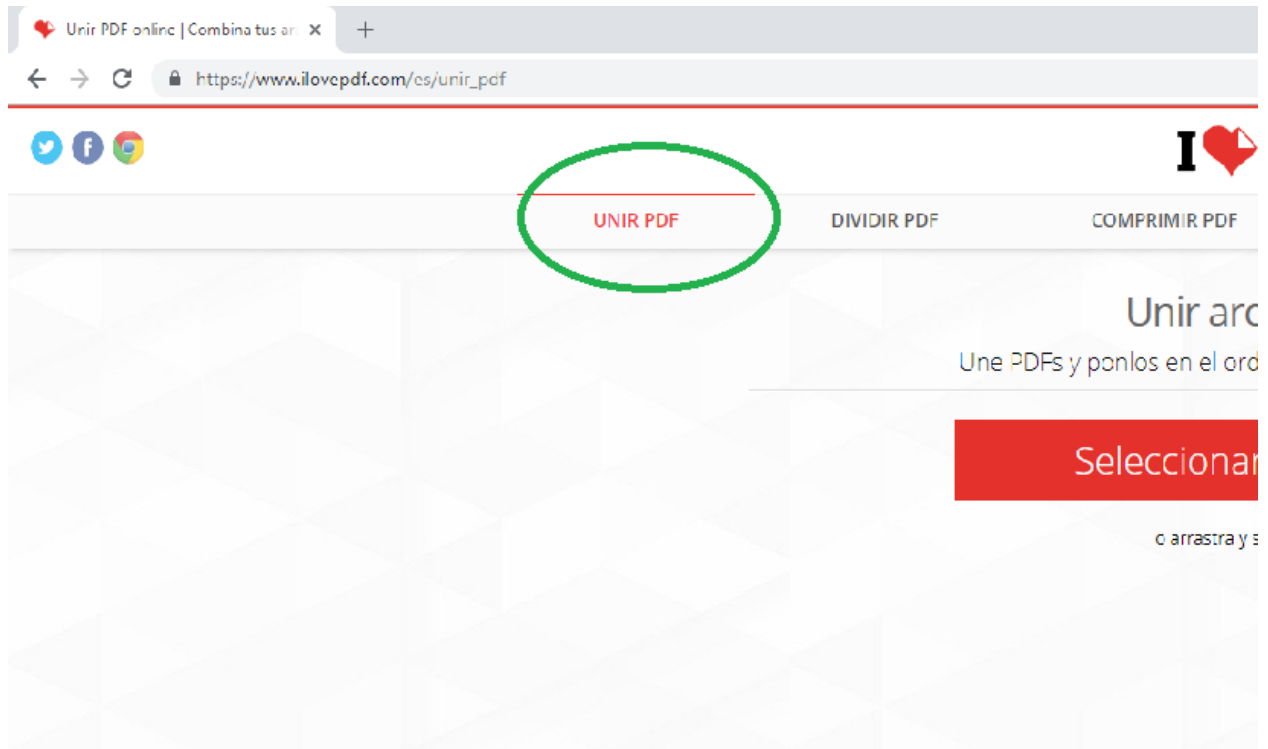 Unir PDF online | Combina tus ar
https://www.ilovepdf.com/es/unir_pdf
I
UNIR PDF
DIVIDIR PDF
COMPRIMIR PDF
Unir arc
Une PDFs y ponlos en el ord
Seleccionar
o arrastra y s